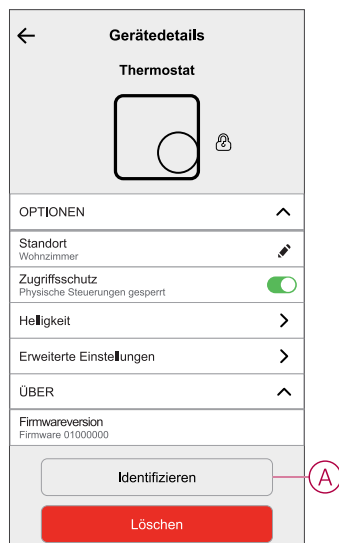 Gerätedetails
Thermostat
OPTIONEN
Standort
Wohnzimmer
Zugriffsschutz
Physische Steuerungen gesperrt
Helligkeit
Erweiterte Einstellungen
ÜBER
Firmwareversion
Firmware 01000000
Identifizieren
A
Löschen